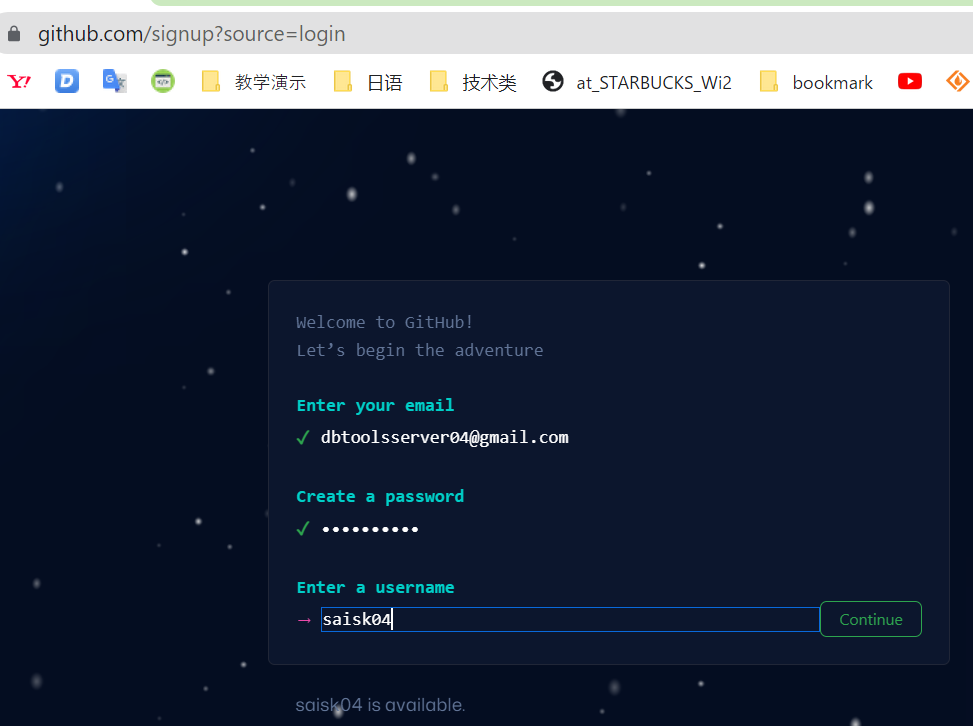 github.com/signup?source=login
Y! D G 教学演示 日语 技术类 at_STARBUCKS_Wi2 bookmark
Welcome to GitHub!
Let’s begin the adventure
Enter your email
✓ dbtoolsserver04@gmail.com
Create a password
✓ ••••••••••
Enter a username
→ saisk04 Continue
saisk04 is available.